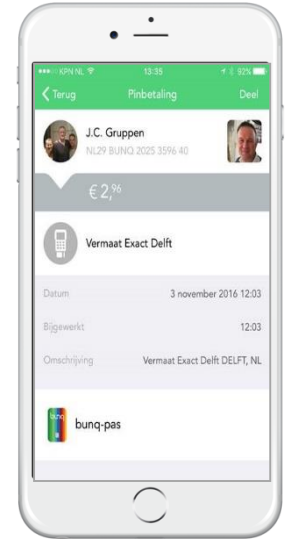 KPN NL 13:35 92%
Terug Pinbetaling Deel
J.C. Gruppen
NL29 BUNQ 2025 3596 40
€ 2,96
Vermaat Exact Delft
Datum 3 november 2016 12:03
Bijgewerkt 12:03
Omschrijving Vermaat Exact Delft DELFT, NL
bunq
bunq-pas